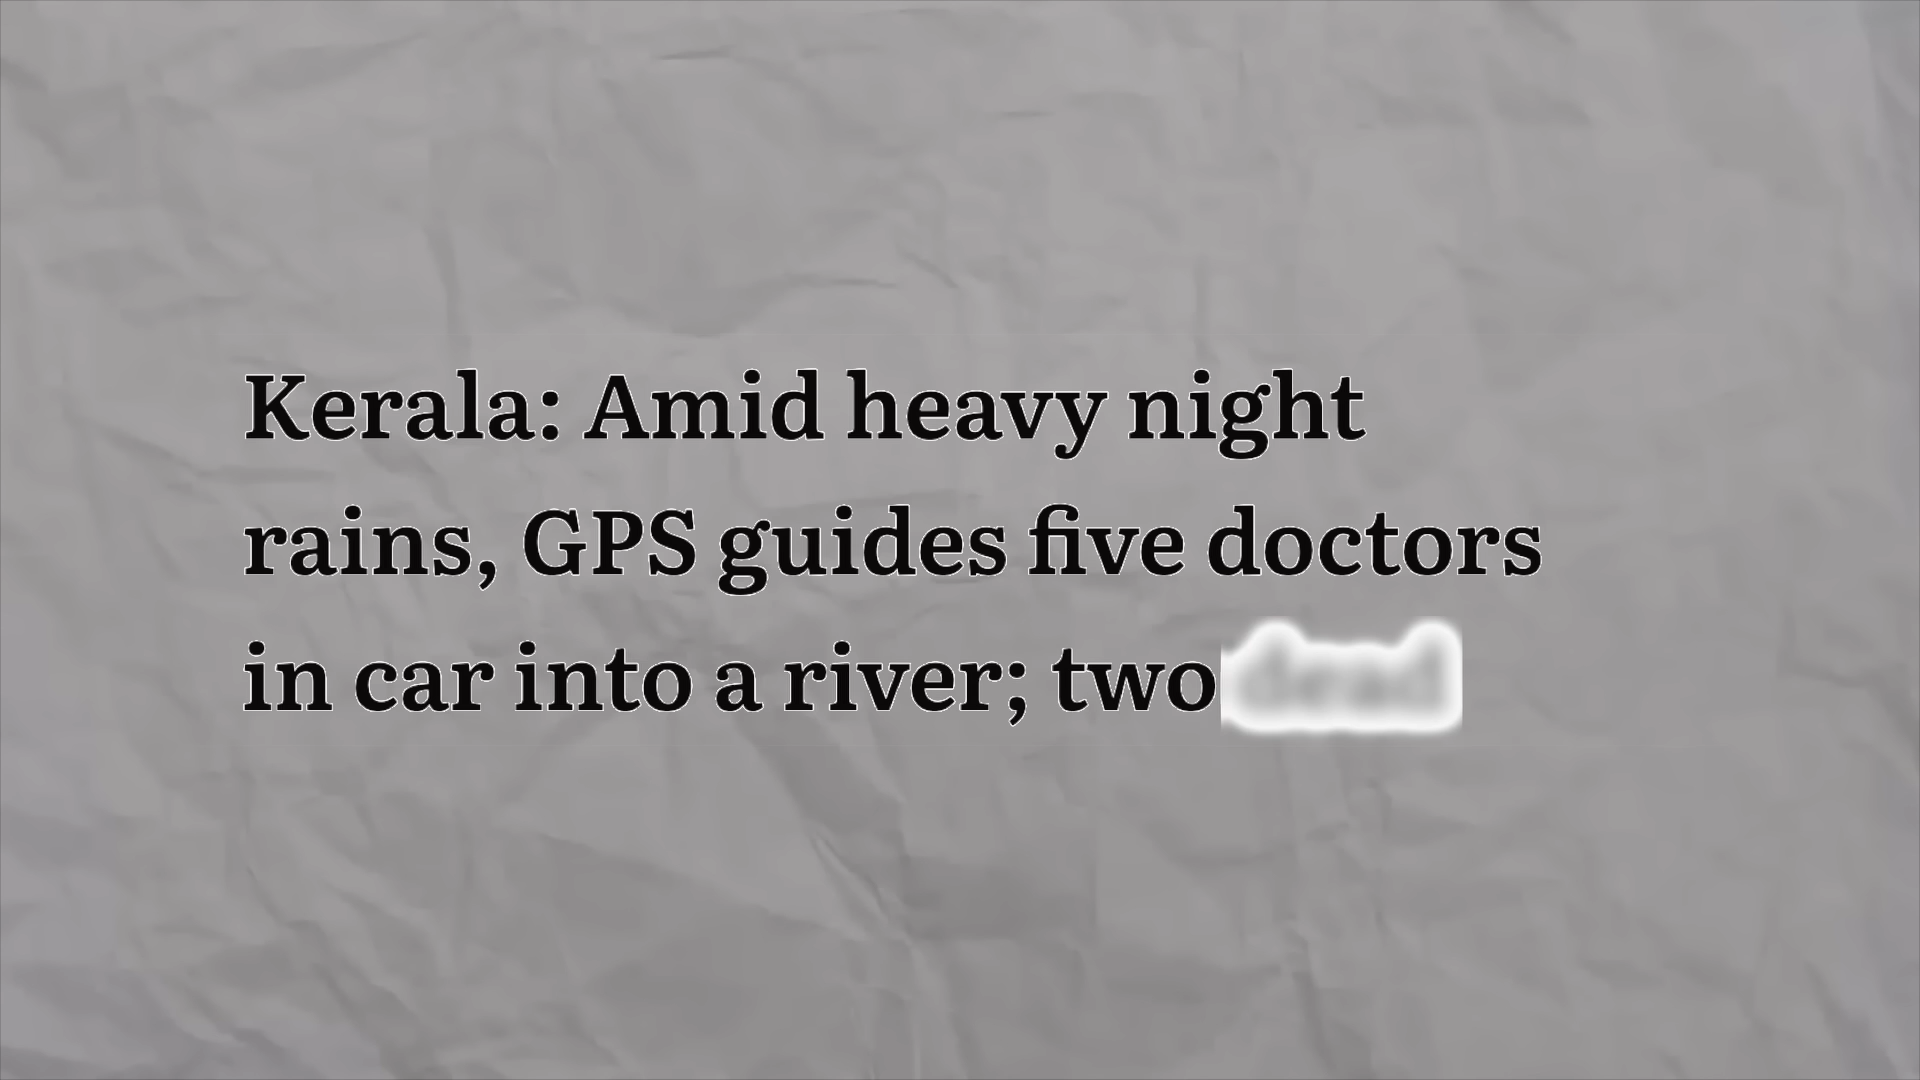 Kerala: Amid heavy night
rains, GPS guides five doctors
in car into a river; two